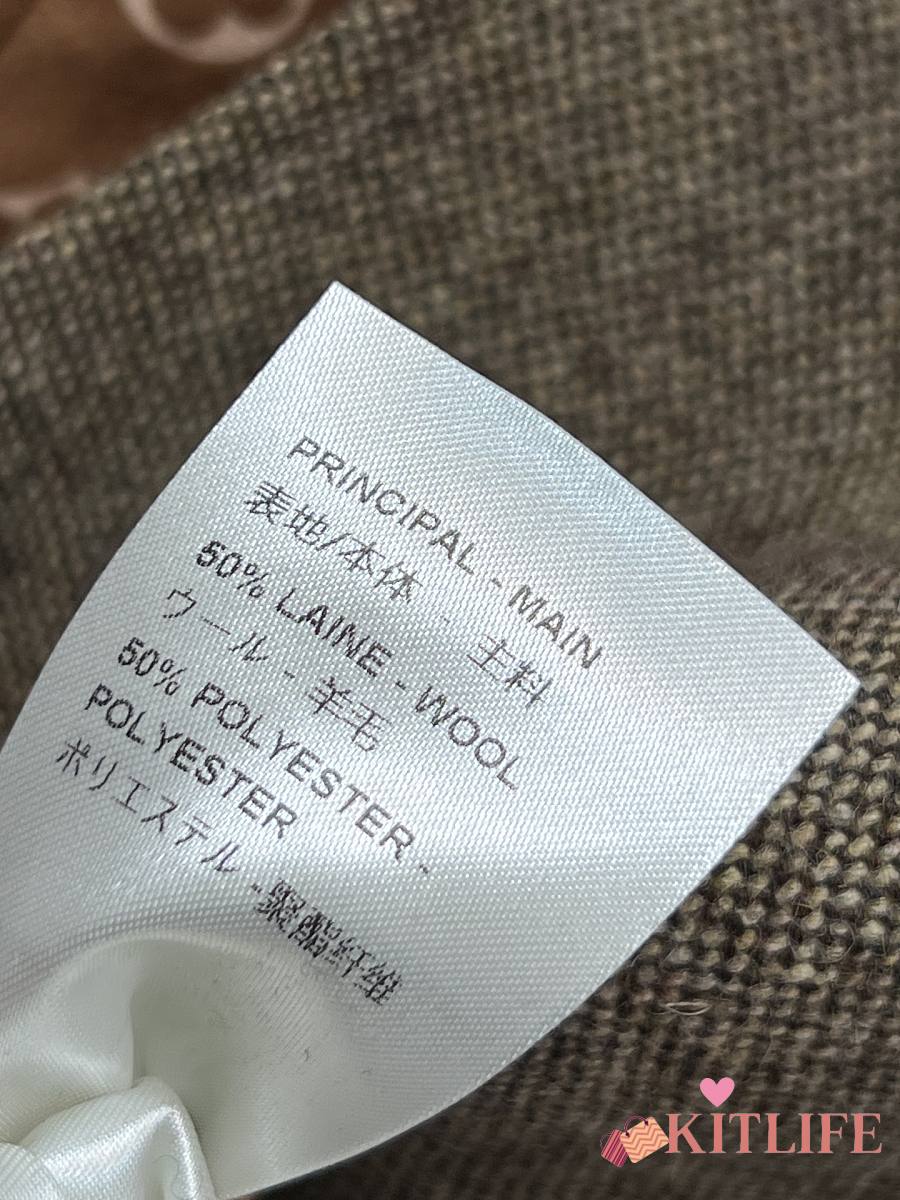 PRINCIPAL - MAIN
表地/本体 - 主料
50% LAINE - WOOL
ウール - 羊毛
50% POLYESTER -
POLYESTER
ポリエステル - 聚酯纤维
KITLIFE